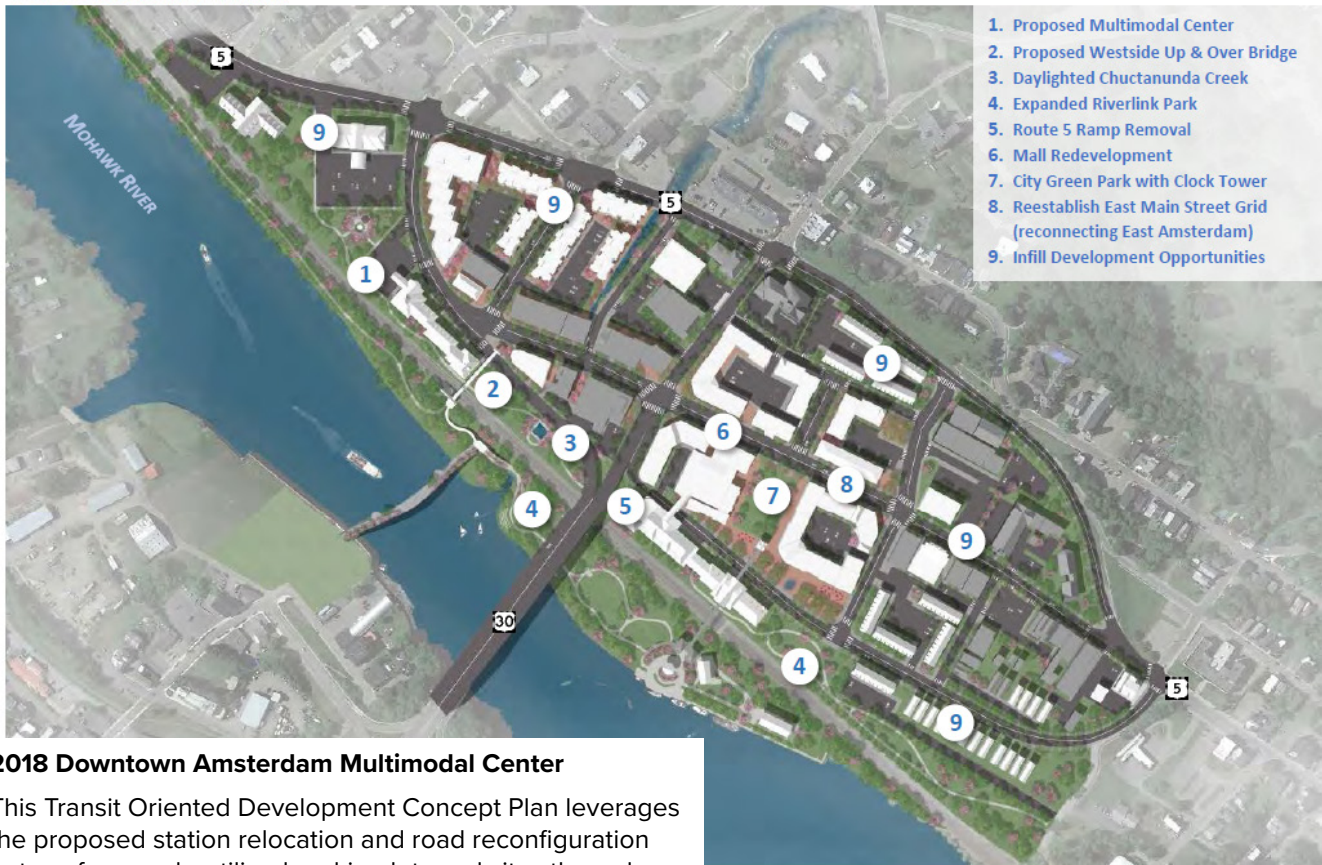 1. Proposed Multimodal Center
2. Proposed Westside Up & Over Bridge
3. Daylighted Chuctanunda Creek
4. Expanded Riverlink Park
5. Route 5 Ramp Removal
6. Mall Redevelopment
7. City Green Park with Clock Tower
8. Reestablish East Main Street Grid
(reconnecting East Amsterdam)
9. Infill Development Opportunities
5
MOHAWK RIVER
9
9
5
1
2
9
3
6
8
7
4
5
9
30
4
5
9
2018 Downtown Amsterdam Multimodal Center
This Transit Oriented Development Concept Plan leverages
the proposed station relocation and road reconfiguration